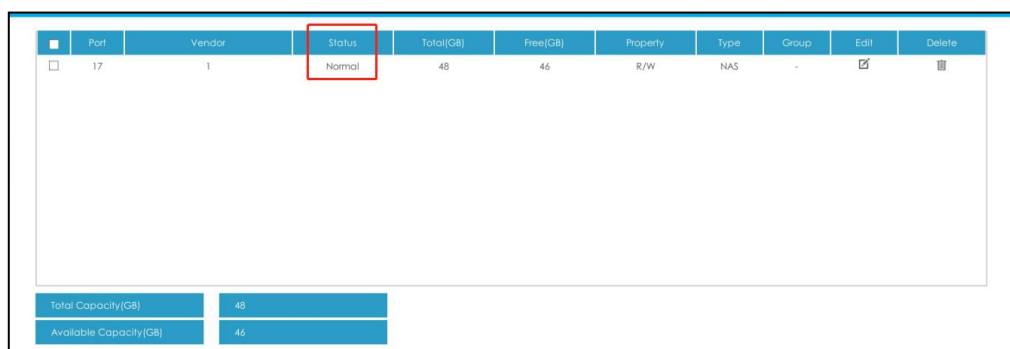 Port Vendor Status Total(GB) Free(GB) Property Type Group Edit Delete
17 1 Normal 48 46 R/W NAS -
Total Capacity(GB) 48
Available Capacity(GB) 46